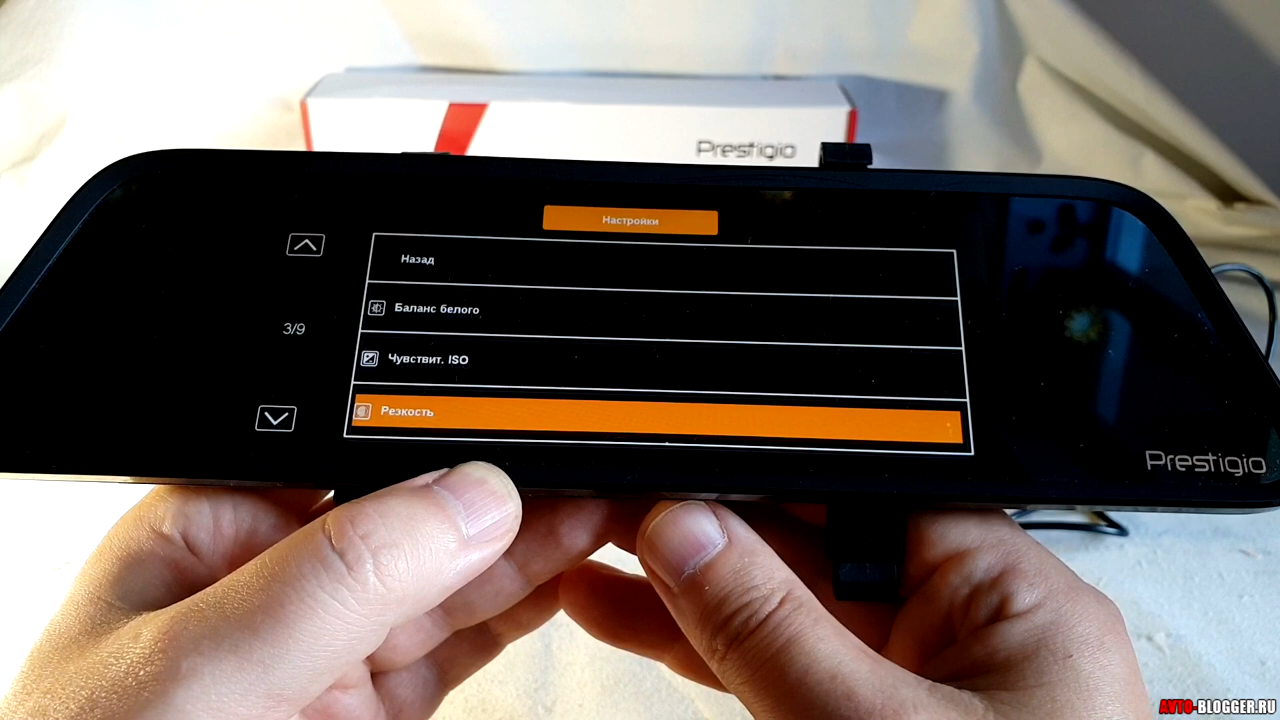 Prestigio
Настройки
Назад
Баланс белого
3/9
Чувствит. ISO
Резкость
Prestigio
AVTO-BLOGGER.RU